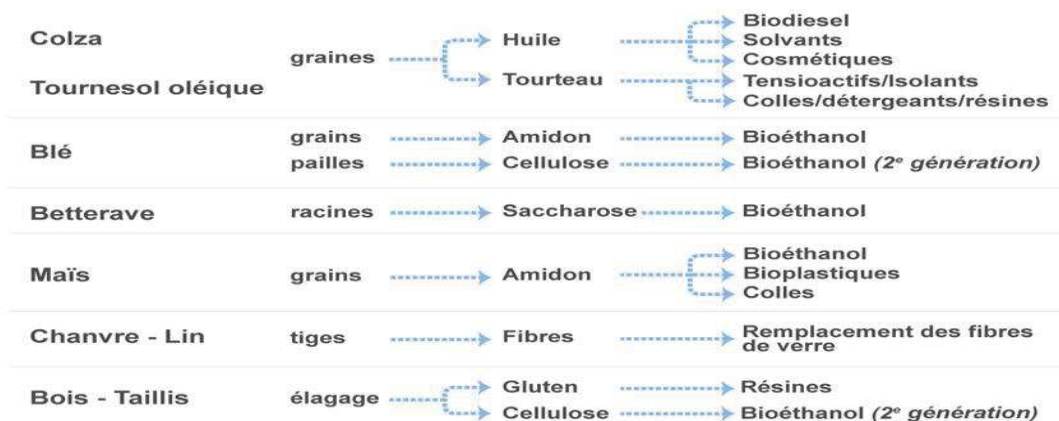 Colza
Tournesol oléique
graines
Huile
Tourteau
Biodiesel
Solvants
Cosmétiques
Tensioactifs/Isolants
Colles/détergeants/résines
Blé
grains Amidon Bioéthanol
pailles Cellulose Bioéthanol (2e génération)
Betterave racines Saccharose Bioéthanol
Maïs grains Amidon
Bioéthanol
Bioplastiques
Colles
Chanvre - Lin tiges Fibres
Remplacement des fibres
de verre
Bois - Taillis élagage
Gluten Résines
Cellulose Bioéthanol (2e génération)